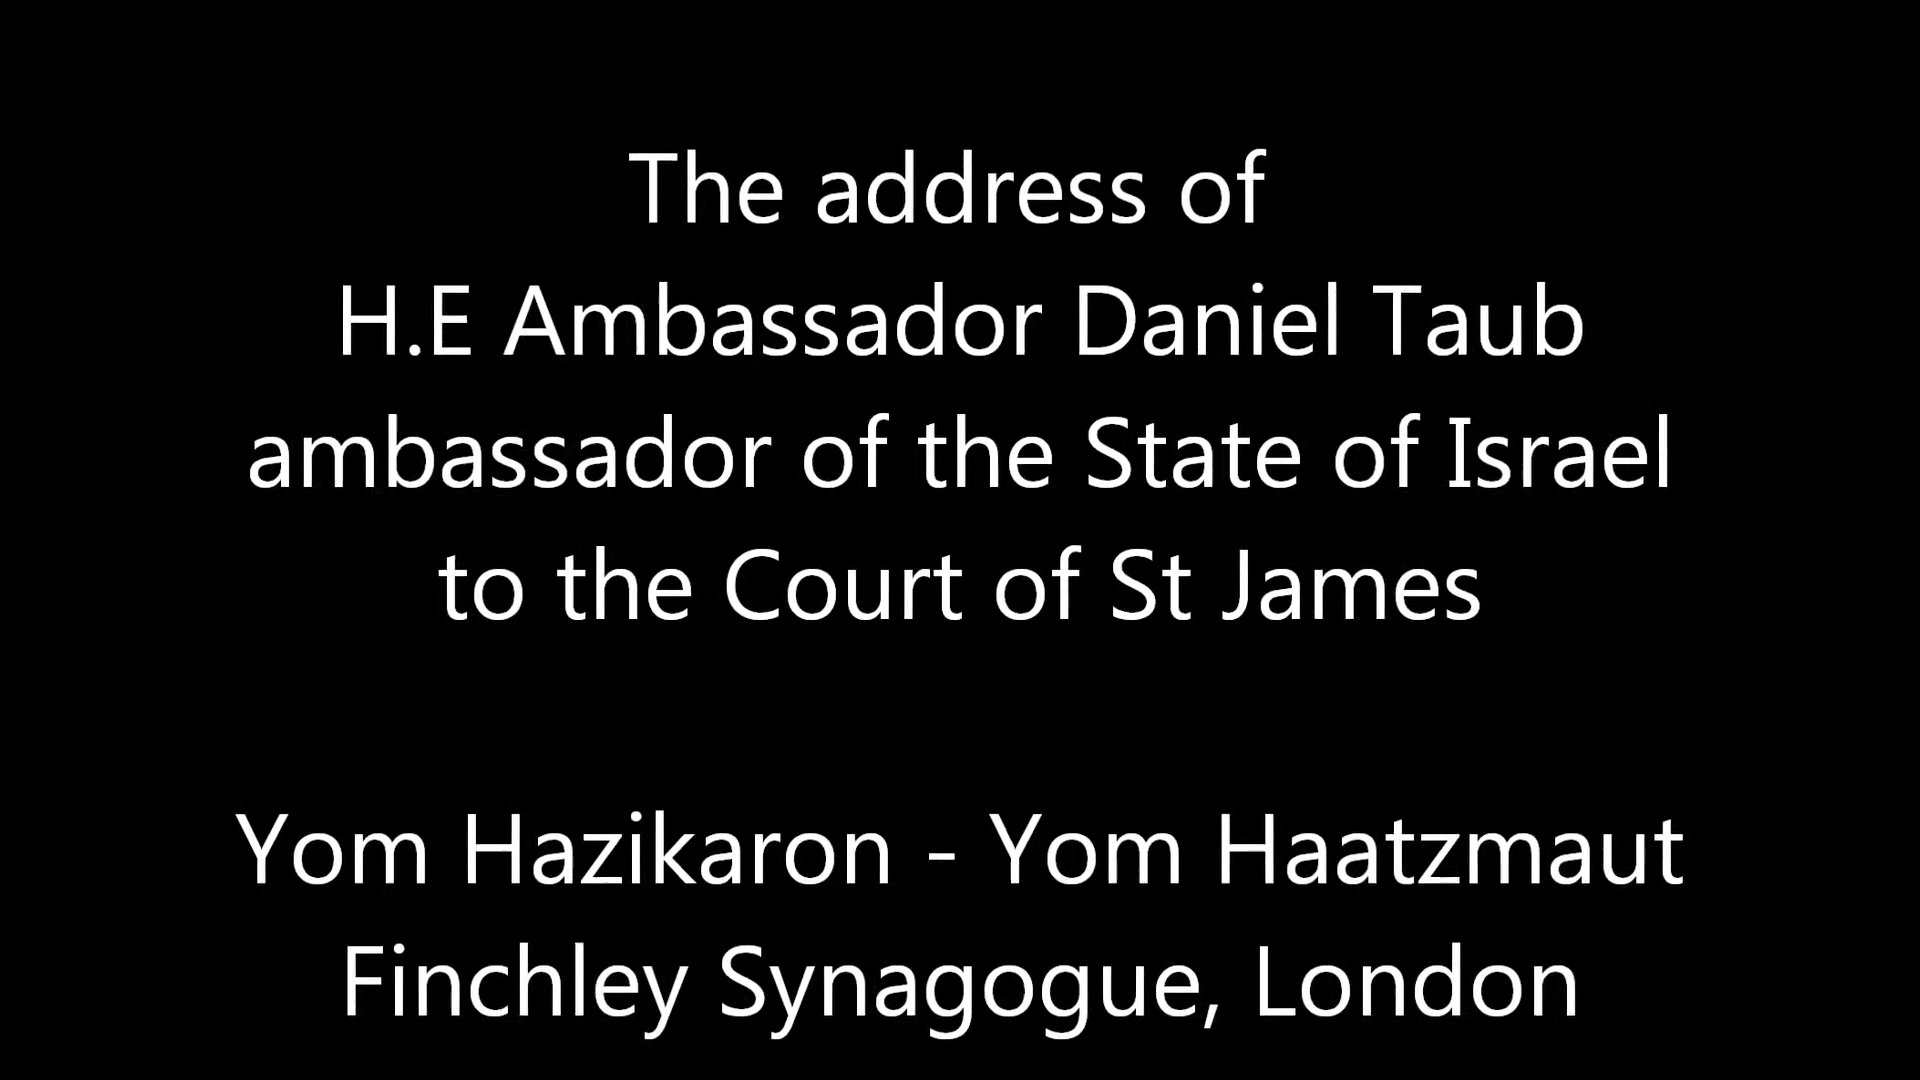 The address of
H.E Ambassador Daniel Taub
ambassador of the State of Israel
to the Court of St James
Yom Hazikaron - Yom Haatzmaut
Finchley Synagogue, London